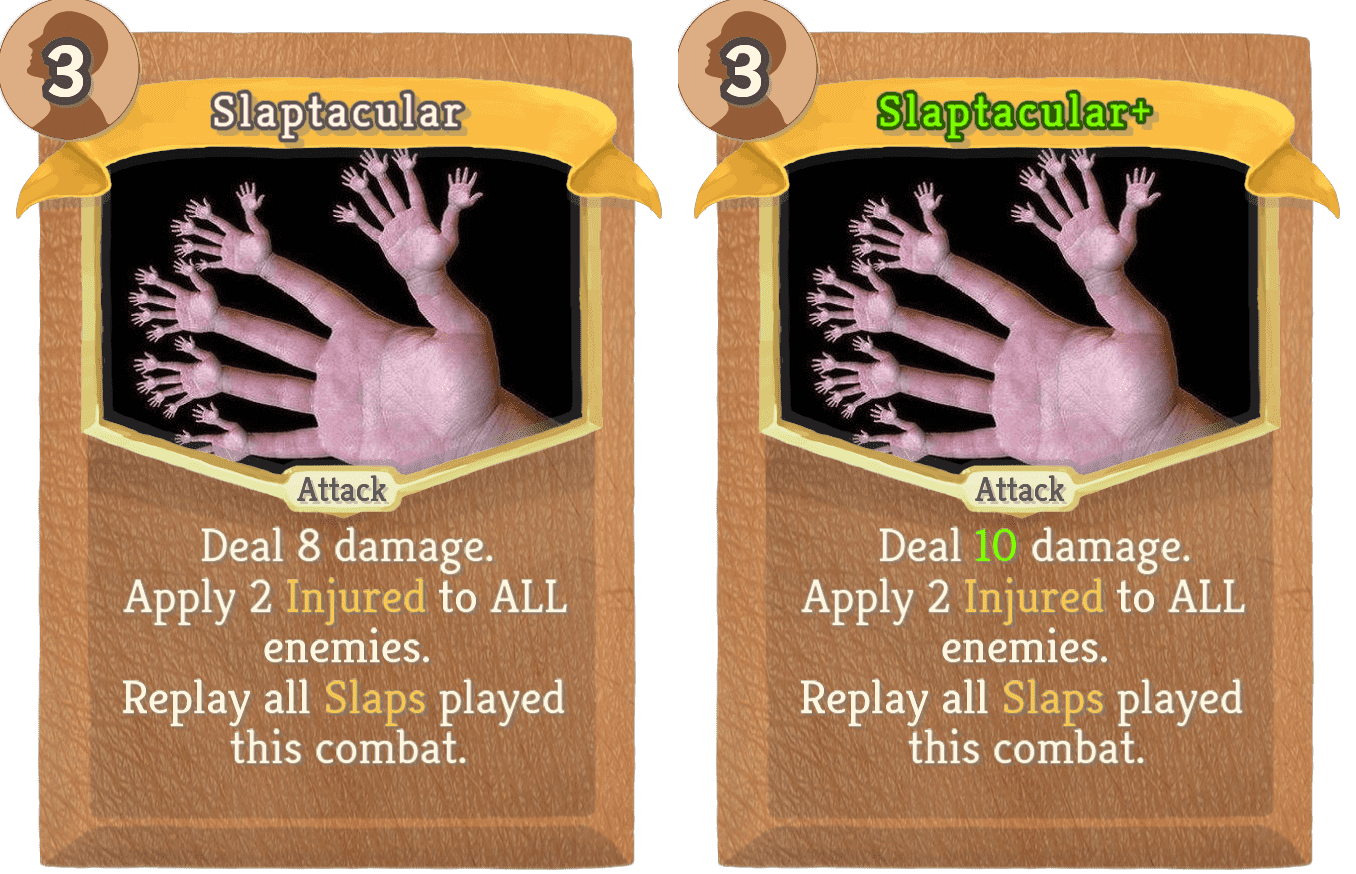 3
Slaptacular
Attack
Deal 8 damage.
Apply 2 Injured to ALL
enemies.
Replay all Slaps played
this combat.
3
Slaptacular+
Attack
Deal 10 damage.
Apply 2 Injured to ALL
enemies.
Replay all Slaps played
this combat.